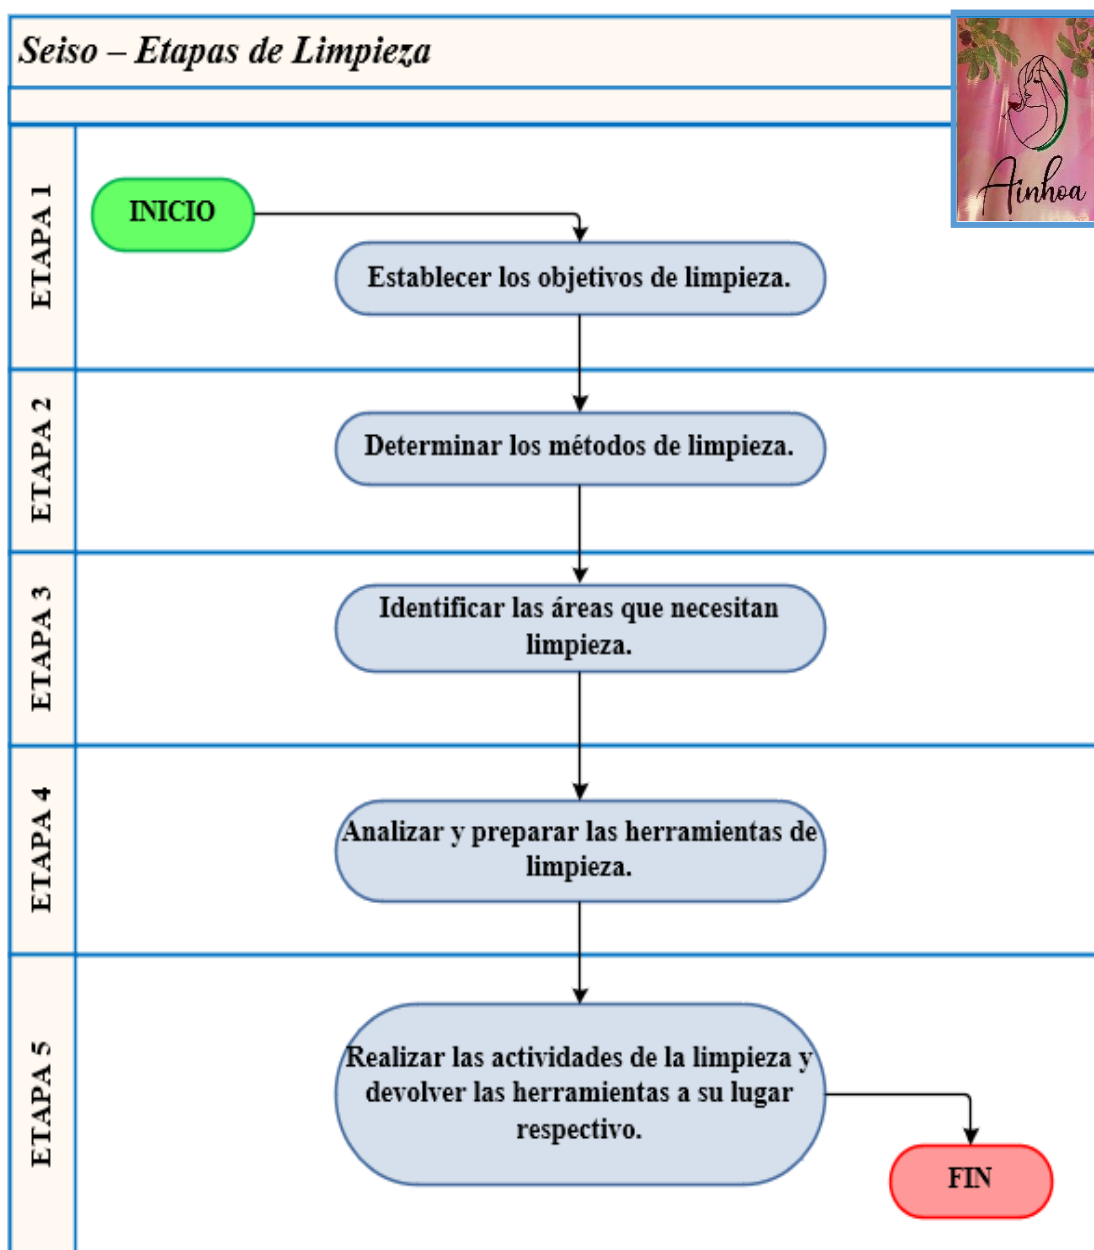 Seiso – Etapas de Limpieza
Ainhoa
ETAPA 1
INICIO
Establecer los objetivos de limpieza.
ETAPA 2
Determinar los métodos de limpieza.
ETAPA 3
Identificar las áreas que necesitan
limpieza.
ETAPA 4
Analizar y preparar las herramientas de
limpieza.
ETAPA 5
Realizar las actividades de la limpieza y
devolver las herramientas a su lugar
respectivo.
FIN